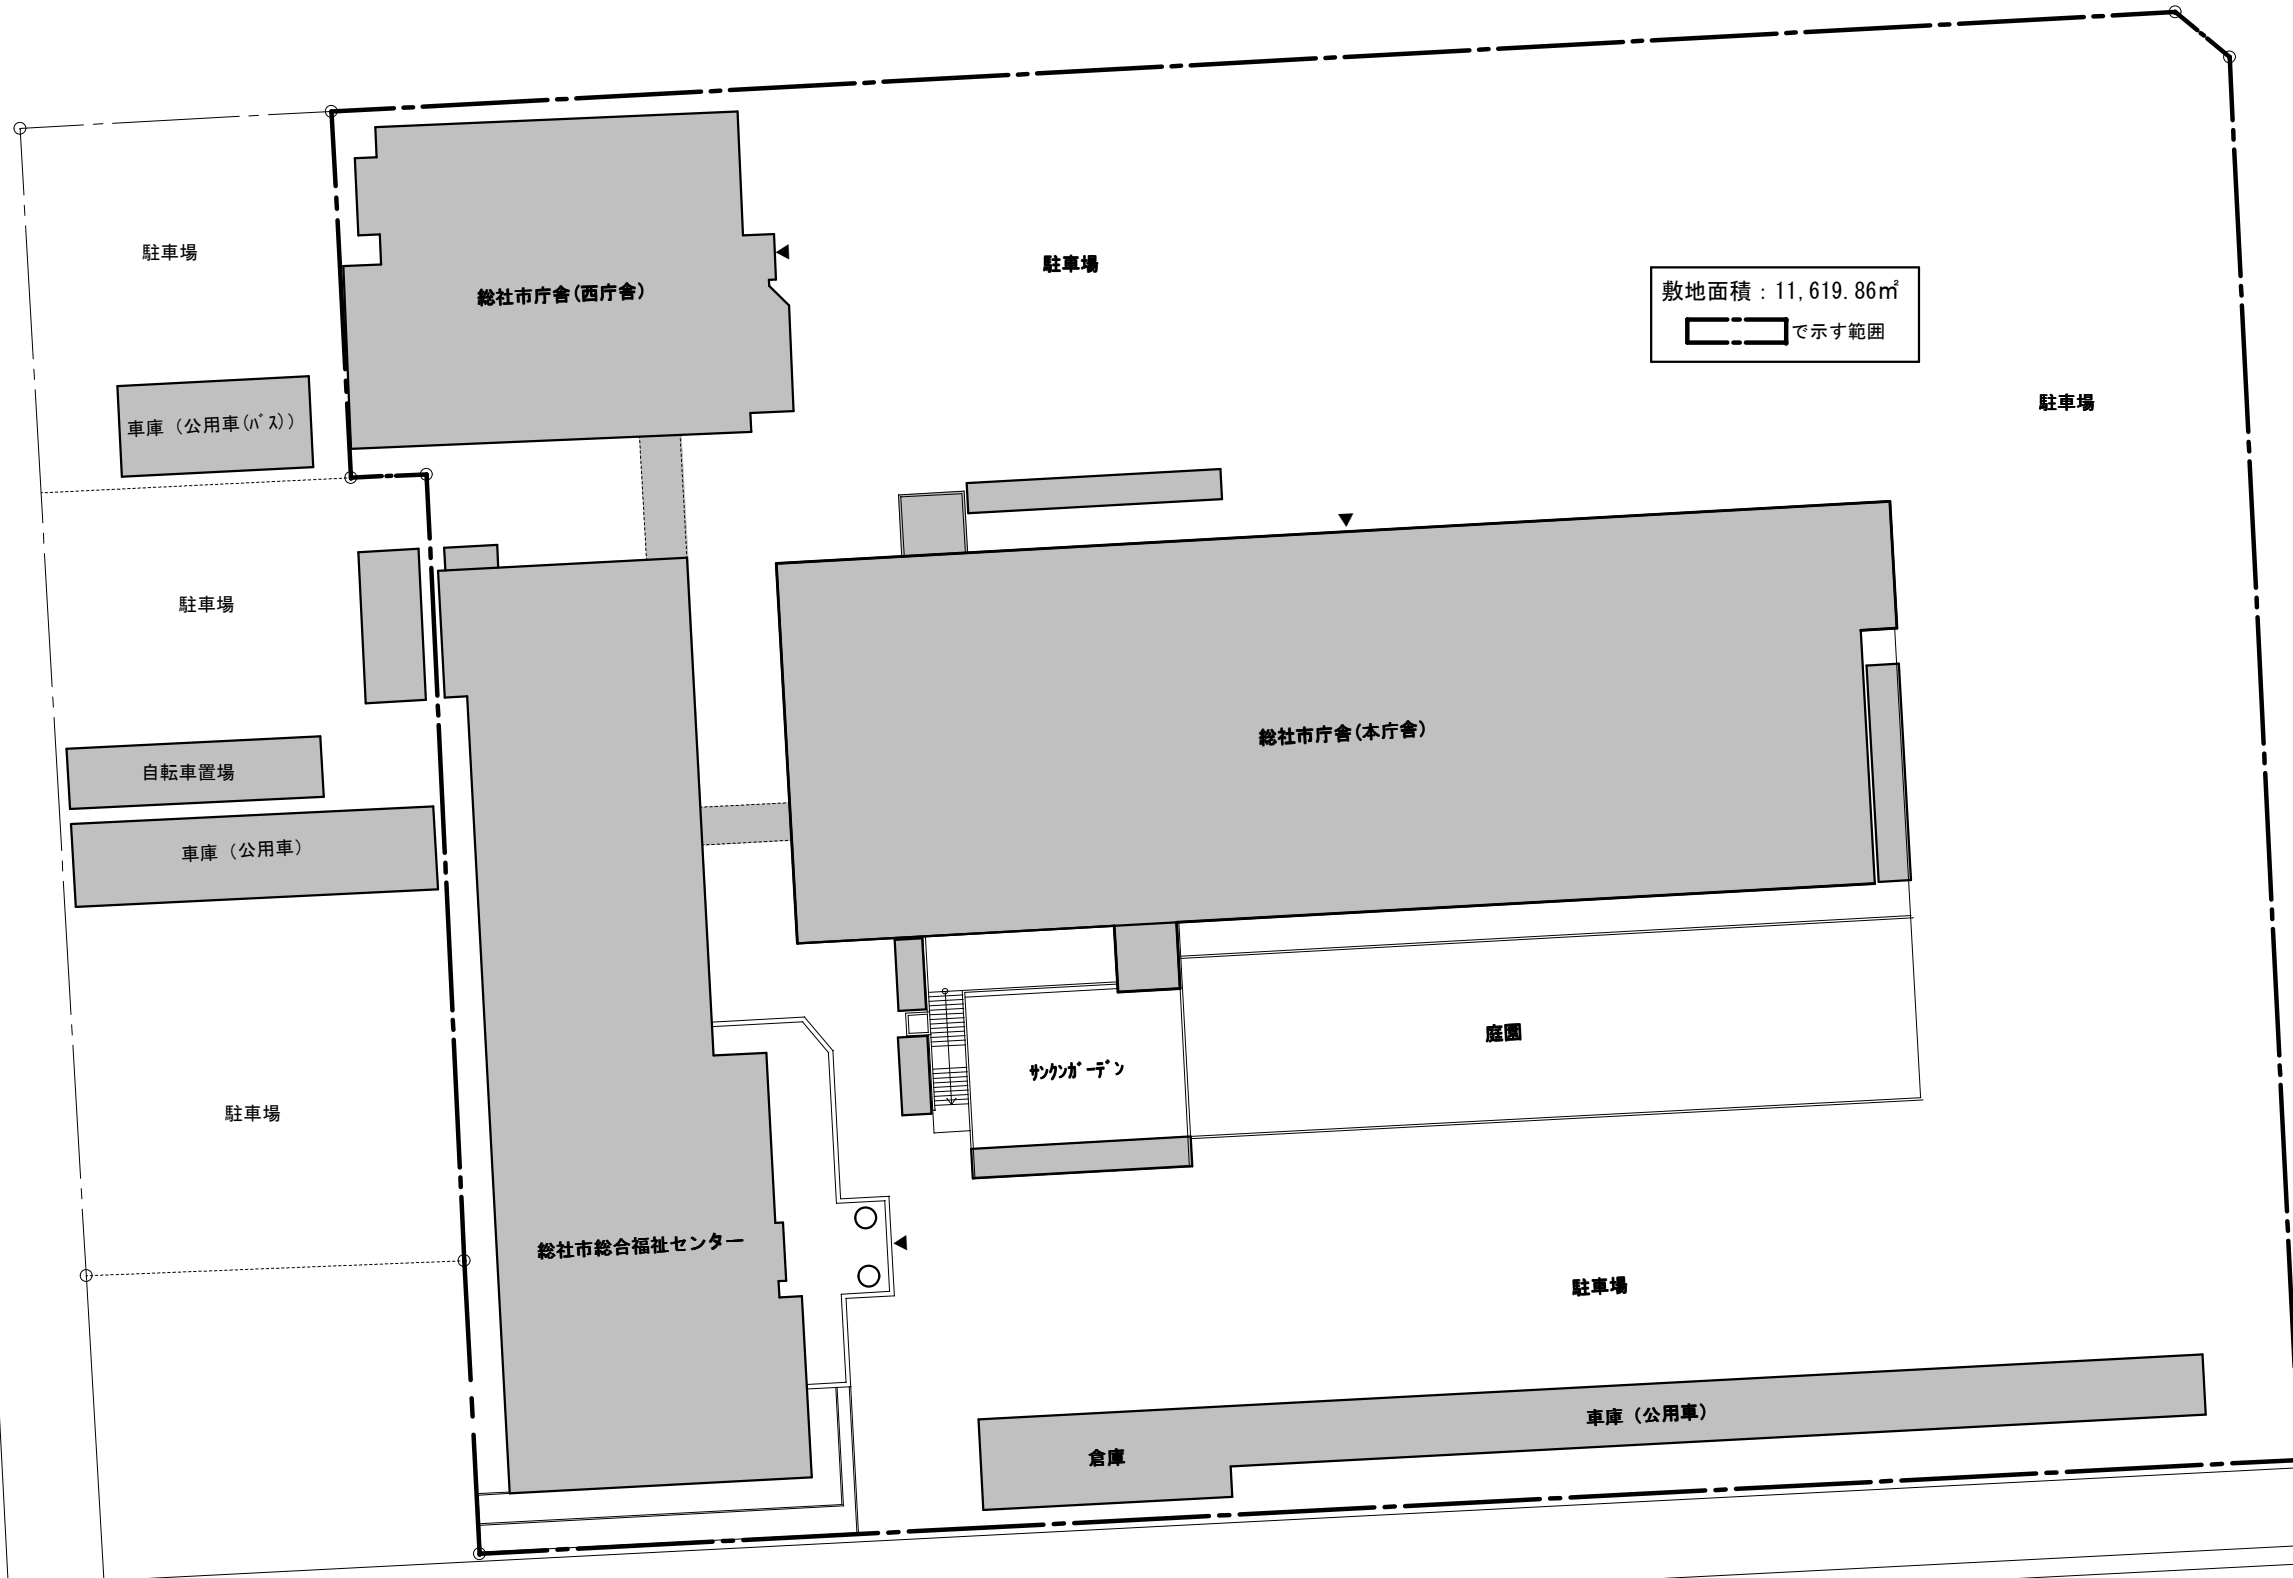 駐車場
総社市庁舎(西庁舎)
駐車場
敷地面積：11,619.86㎡
で示す範囲
駐車場
車庫（公用車(ﾊﾞｽ)）
駐車場
総社市庁舎(本庁舎)
自転車置場
車庫（公用車）
庭園
ｻﾝｸﾝｶﾞｰﾃﾞﾝ
駐車場
総社市総合福祉センター
駐車場
車庫（公用車）
倉庫